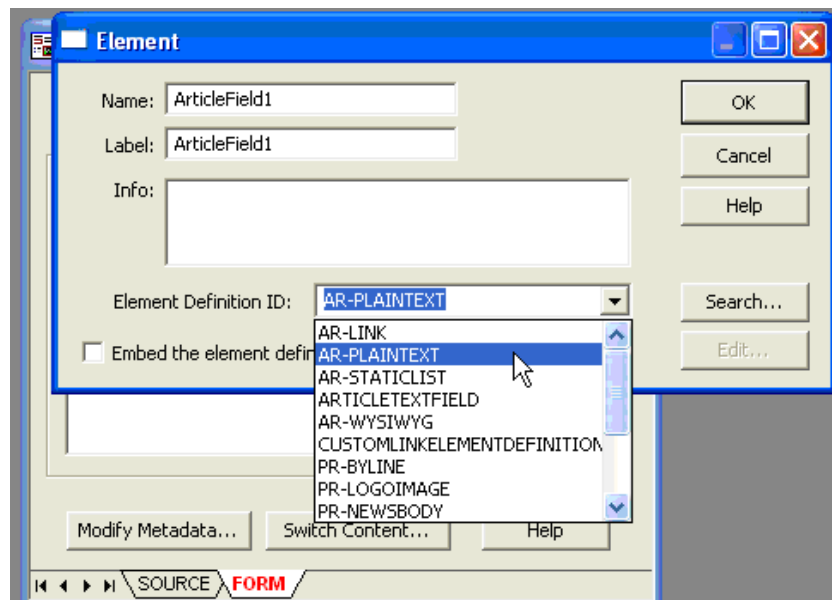 Element
Name: ArticleField1
OK
Label: ArticleField1
Cancel
Info:
Help
Element Definition ID: AR-PLAINTEXT
Search...
AR-LINK
Embed the element defin
AR-PLAINTEXT
Edit...
AR-STATICLIST
ARTICLETEXTFIELD
AR-WYSIWYG
CUSTOMLINKELEMENTDEFINITION
PR-BYLINE
PR-LOGOIMAGE
PR-NEWSBODY
Modify Metadata...
Switch Content...
Help
SOURCE
FORM